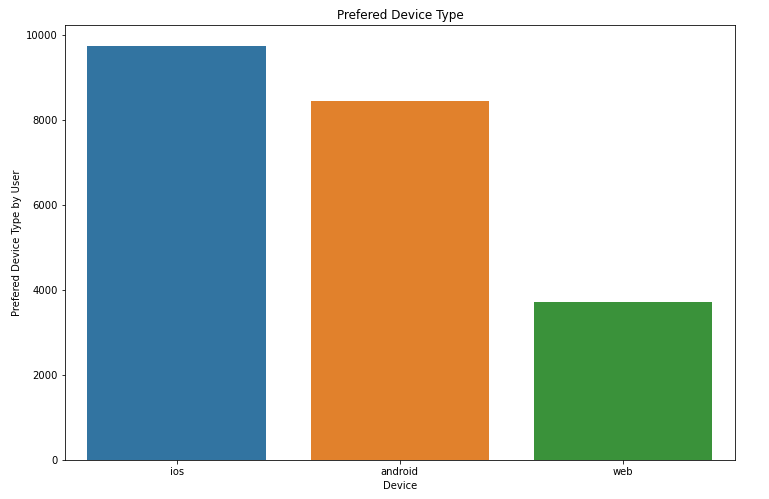 Prefered Device Type
10000
8000
6000
4000
2000
0
Prefered Device Type by User
ios
android
web
Device